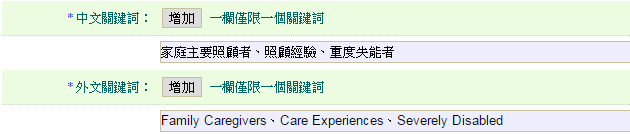 *中文關鍵詞： 增加 一欄僅限一個關鍵詞
家庭主要照顧者、照顧經驗、重度失能者
*外文關鍵詞： 增加 一欄僅限一個關鍵詞
Family Caregivers、Care Experiences、Severely Disabled